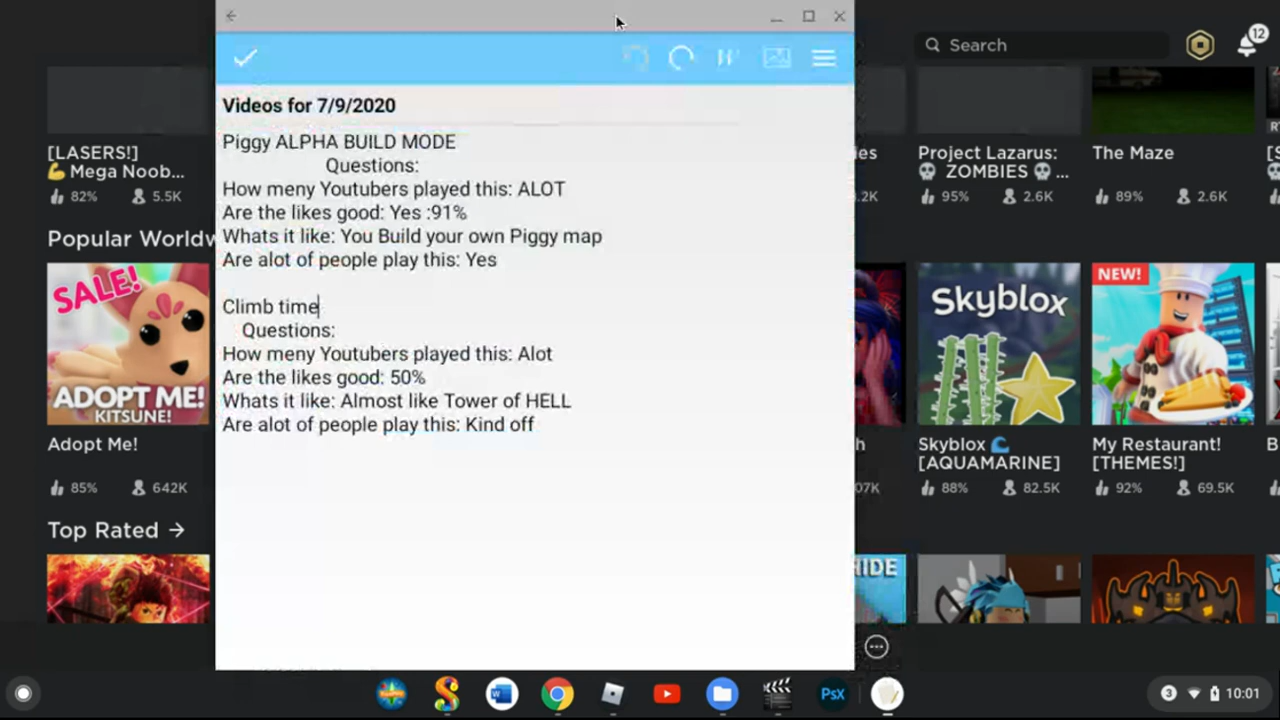 Search
12
Videos for 7/9/2020
Piggy ALPHA BUILD MODE
Questions:
How meny Youtubers played this: ALOT
Are the likes good: Yes :91%
Whats it like: You Build your own Piggy map
Are alot of people play this: Yes
Climb time
Questions:
How meny Youtubers played this: Alot
Are the likes good: 50%
Whats it like: Almost like Tower of HELL
Are alot of people play this: Kind off
[LASERS!]
💪 Mega Noob...
82% 5.5K
Popular Worldw
SALE!
ADOPT ME!
KITSUNE!
Adopt Me!
85% 642K
Top Rated →
ies
.2K
Project Lazarus:
💀 ZOMBIES 💀 ...
95% 2.6K
The Maze
89% 2.6K
[S
Skyblox
NEW!
h
07K
Skyblox 🌊
[AQUAMARINE]
88% 82.5K
My Restaurant!
[THEMES!]
92% 69.5K
B
HIDE
W
PsX
3 10:01